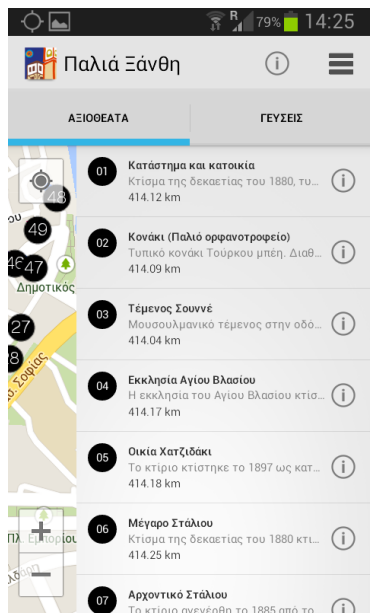 R 79% 14:25
Παλιά Ξάνθη
ΑΞΙΟΘΕΑΤΑ
ΓΕΥΣΕΙΣ
48
49
46
47
Δημοτικός
27
Σοφίας
Πλ. Εμπορίου
01
Κατάστημα και κατοικία
Κτίσμα της δεκαετίας του 1880, τυ...
414.12 km
02
Κονάκι (Παλιό ορφανοτροφείο)
Τυπικό κονάκι Τούρκου μπέη. Διαθ...
414.09 km
03
Τέμενος Σουννέ
Μουσουλμανικό τέμενος στην οδό...
414.04 km
04
Εκκλησία Αγίου Βλασίου
Η εκκλησία του Αγίου Βλασίου κτίσ...
414.17 km
05
Οικία Χατζιδάκι
Το κτίριο κτίστηκε το 1897 ως κατ...
414.18 km
06
Μέγαρο Στάλιου
Κτίσμα της δεκαετίας του 1880 κτι...
414.25 km
07
Αρχοντικό Στάλιου
Το κτίριο ανεγέρθη το 1885 από το